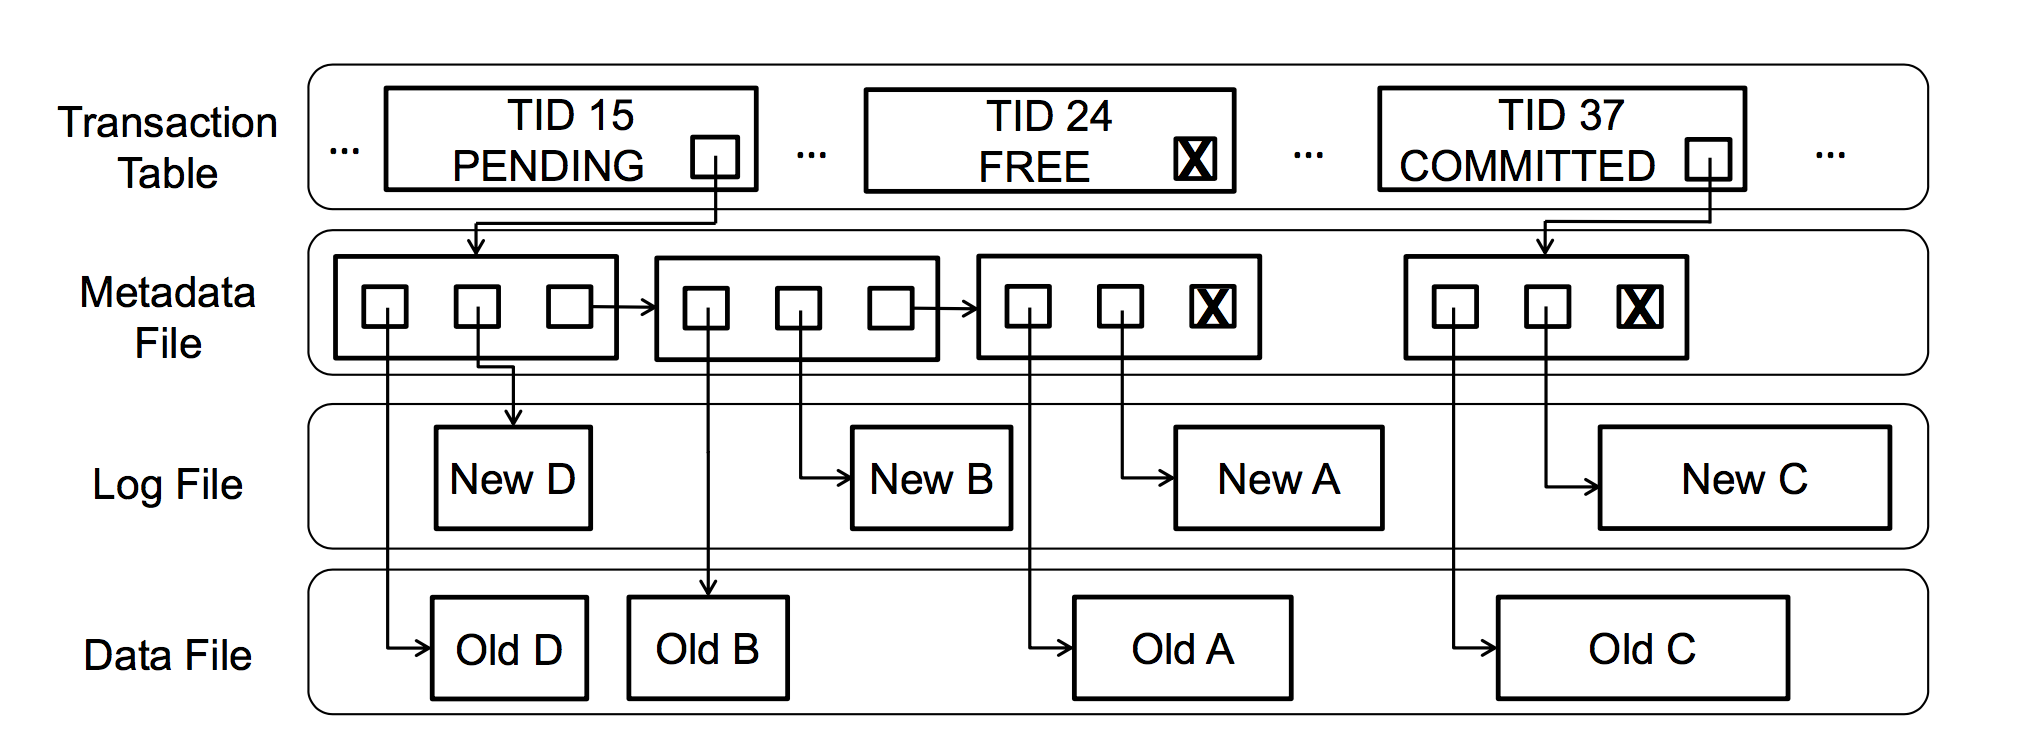 Transaction
Table
...
TID 15
PENDING
...
TID 24
FREE
X
...
TID 37
COMMITTED
...
Metadata
File
X
X
Log File
New D
New B
New A
New C
Data File
Old D
Old B
Old A
Old C